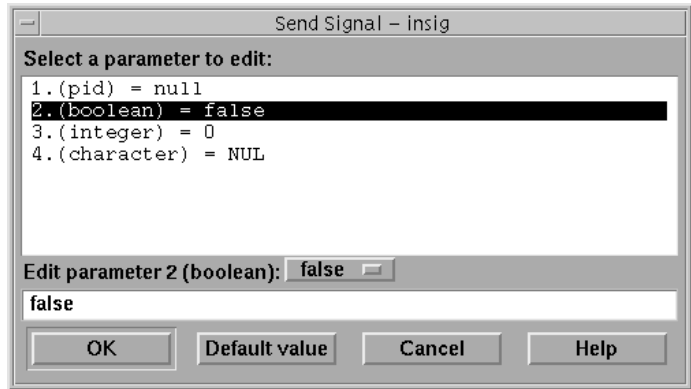 Send Signal – insig
Select a parameter to edit:
1.(pid) = null
2.(boolean) = false
3.(integer) = 0
4.(character) = NUL
Edit parameter 2 (boolean): false
false
OK Default value Cancel Help